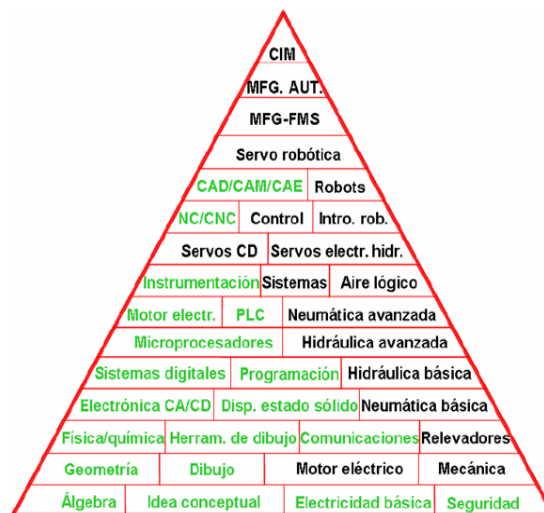 CIM
MFG. AUT.
MFG-FMS
Servo robótica
CAD/CAM/CAE Robots
NC/CNC Control Intro. rob.
Servos CD Servos electr. hidr.
Instrumentación Sistemas Aire lógico
Motor electr. PLC Neumática avanzada
Microprocesadores Hidráulica avanzada
Sistemas digitales Programación Hidráulica básica
Electrónica CA/CD Disp. estado sólido Neumática básica
Física/química Herram. de dibujo Comunicaciones Relevadores
Geometría Dibujo Motor eléctrico Mecánica
Álgebra Idea conceptual Electricidad básica Seguridad